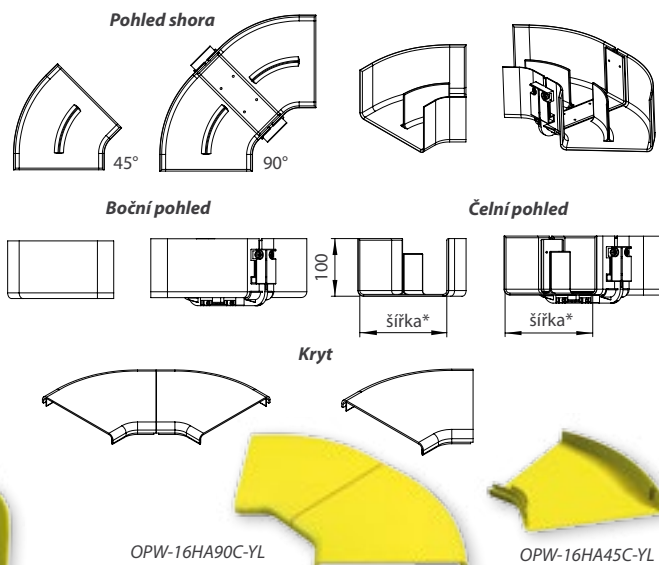 Pohled shora
45°
90°
Boční pohled
Čelní pohled
100
šířka*
šířka*
Kryt
OPW-16HA90C-YL
OPW-16HA45C-YL